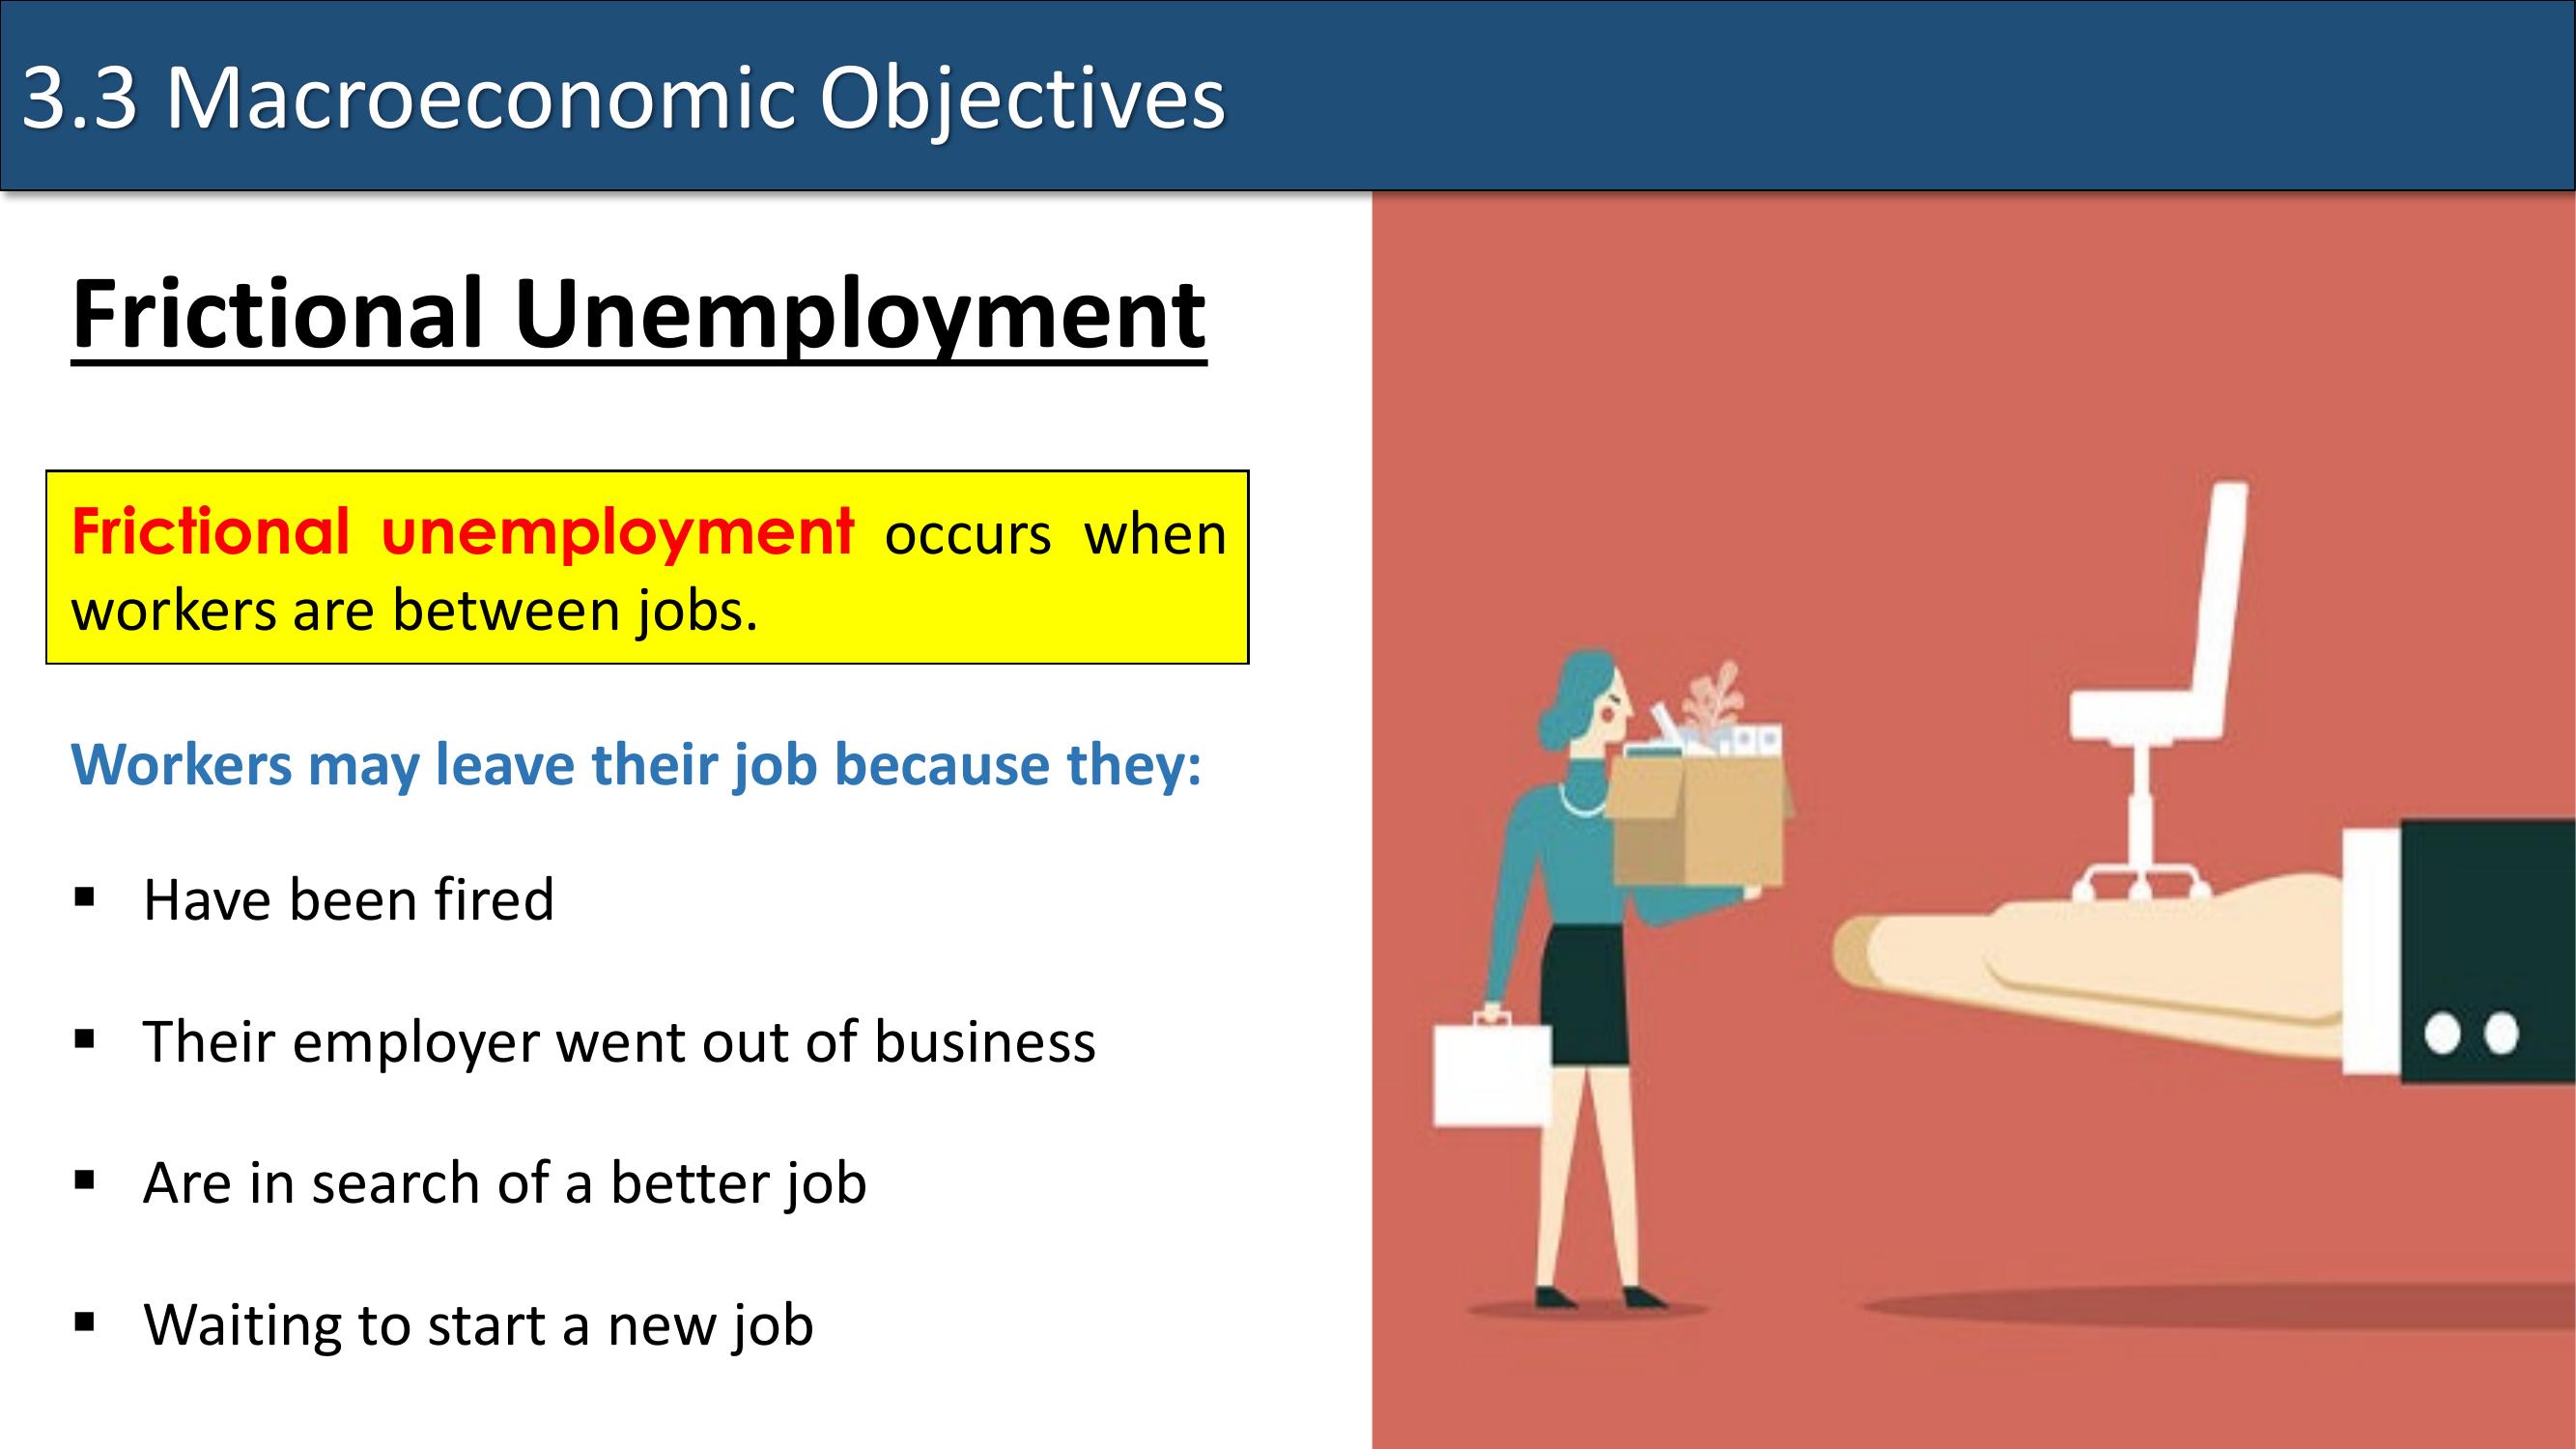 3.3 Macroeconomic Objectives
Frictional Unemployment
Frictional unemployment occurs when
workers are between jobs.
Workers may leave their job because they:
▪ Have been fired
▪ Their employer went out of business
▪ Are in search of a better job
▪ Waiting to start a new job